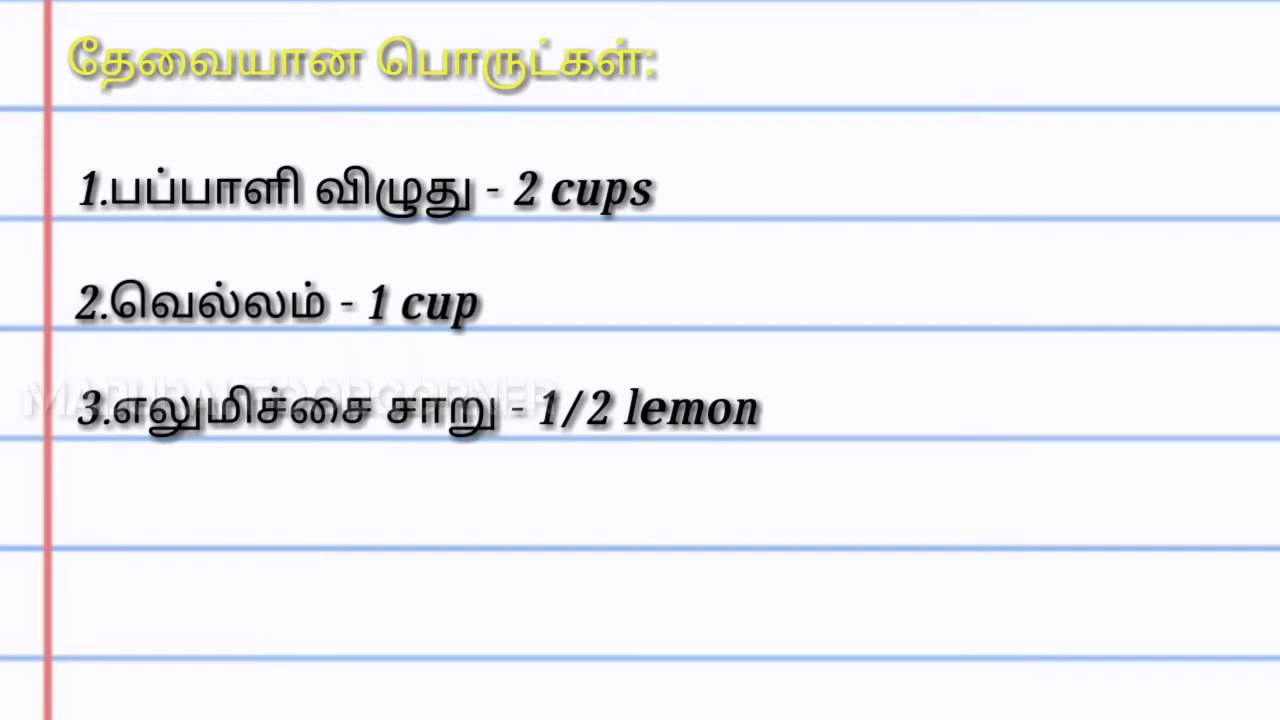 தேவையான பொருட்கள்:
1.பப்பாளி விழுது - 2 cups
2.வெல்லம் - 1 cup
3.எலுமிச்சை சாறு - 1/2 lemon